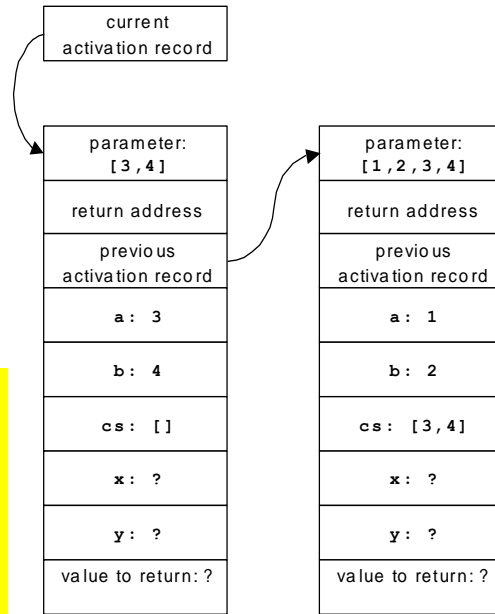 current
activation record
parameter:
[3,4]
return address
previous
activation record
a: 3
b: 4
cs: []
x: ?
y: ?
value to return: ?
parameter:
[1,2,3,4]
return address
previous
activation record
a: 1
b: 2
cs: [3,4]
x: ?
y: ?
value to return: ?